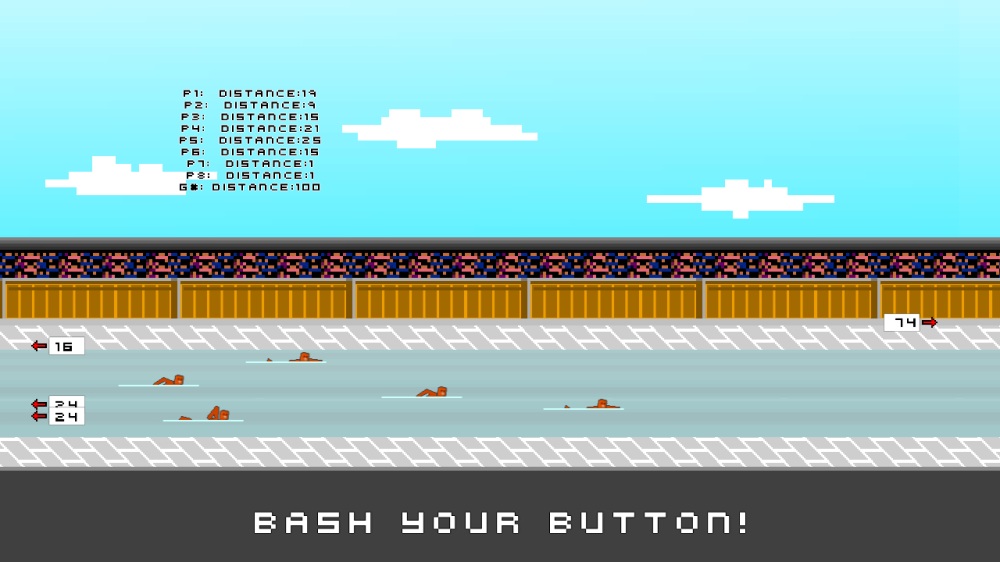 P1: DISTANCE:19
P2: DISTANCE:9
P3: DISTANCE:15
P4: DISTANCE:21
P5: DISTANCE:25
P6: DISTANCE:15
P7: DISTANCE:1
P8: DISTANCE:1
G#: DISTANCE:100
74
16
24
BASH YOUR BUTTON!